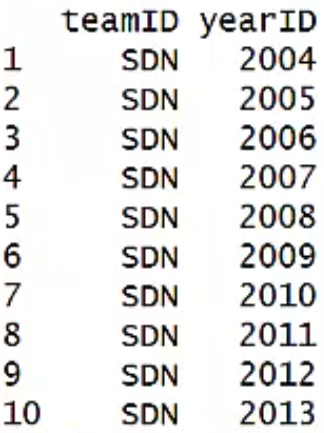 teamID yearID
1 SDN 2004
2 SDN 2005
3 SDN 2006
4 SDN 2007
5 SDN 2008
6 SDN 2009
7 SDN 2010
8 SDN 2011
9 SDN 2012
10 SDN 2013